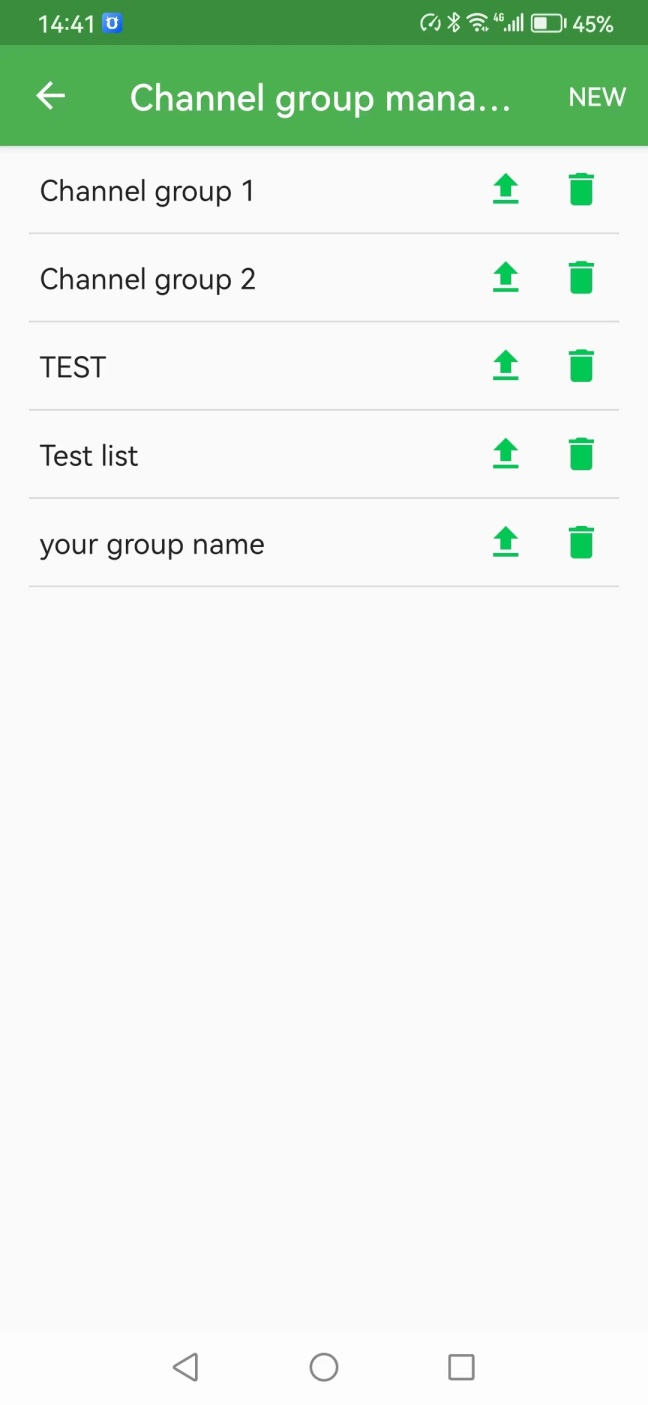 14:41
4G
45%
Channel group mana...
NEW
Channel group 1
Channel group 2
TEST
Test list
your group name